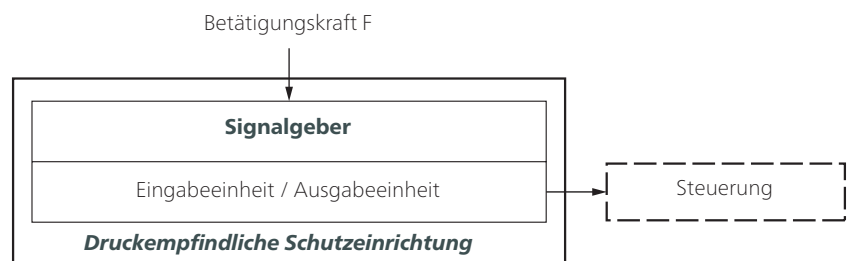 Betätigungskraft F
Signalgeber
Eingabeeinheit / Ausgabeeinheit
Steuerung
Druckempfindliche Schutzeinrichtung